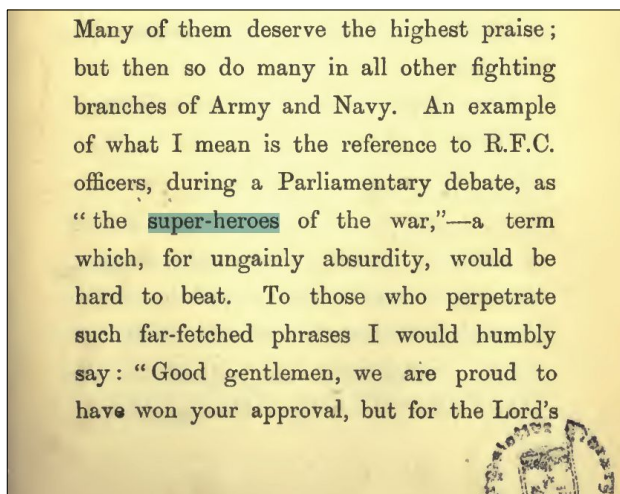 Many of them deserve the highest praise;
but then so do many in all other fighting
branches of Army and Navy. An example
of what I mean is the reference to R.F.C.
officers, during a Parliamentary debate, as
“the super-heroes of the war,”—a term
which, for ungainly absurdity, would be
hard to beat. To those who perpetrate
such far-fetched phrases I would humbly
say: “Good gentlemen, we are proud to
have won your approval, but for the Lord’s